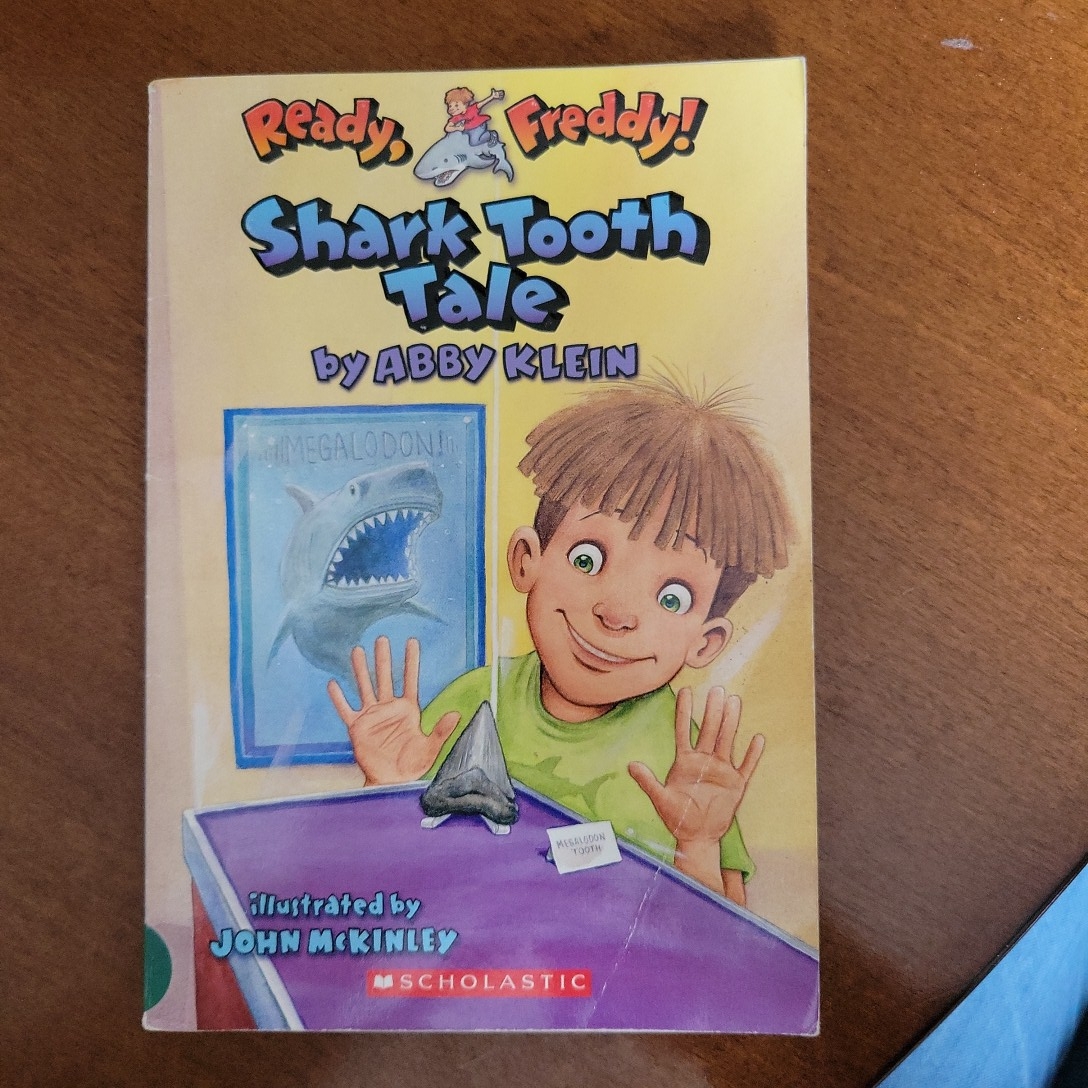 Ready, Freddy!
Shark Tooth
Tale
by ABBY KLEIN
MEGALODON!
MEGALODON
TOOTH
illustrated by
JOHN McKINLEY
SCHOLASTIC